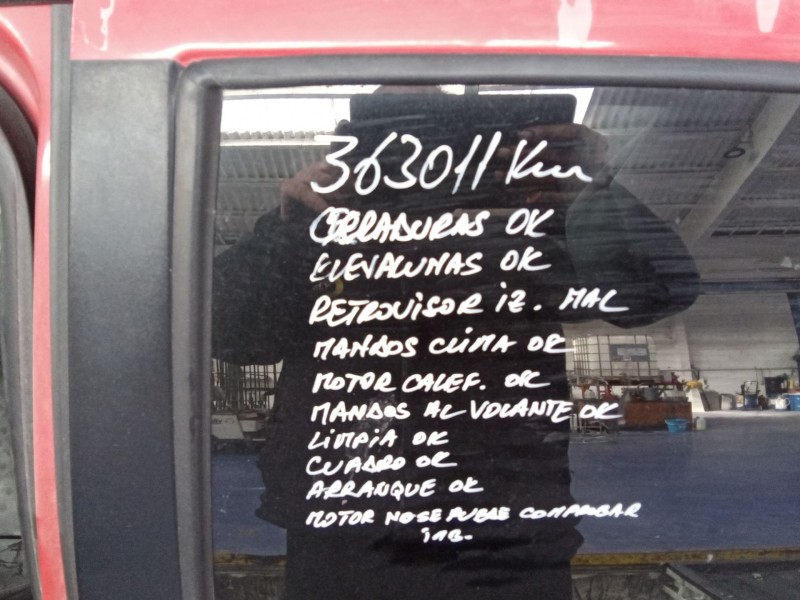 363011 Km
CERRADURAS OK
ELEVALUNAS OK
RETROVISOR IZ. MAL
MANDOS CLIMA OK
MOTOR CALEF. OK
MANDOS AL VOLANTE OK
LIMPIA OK
CUADRO OK
ARRANQUE OK
MOTOR NO SE PUEDE COMPROBAR